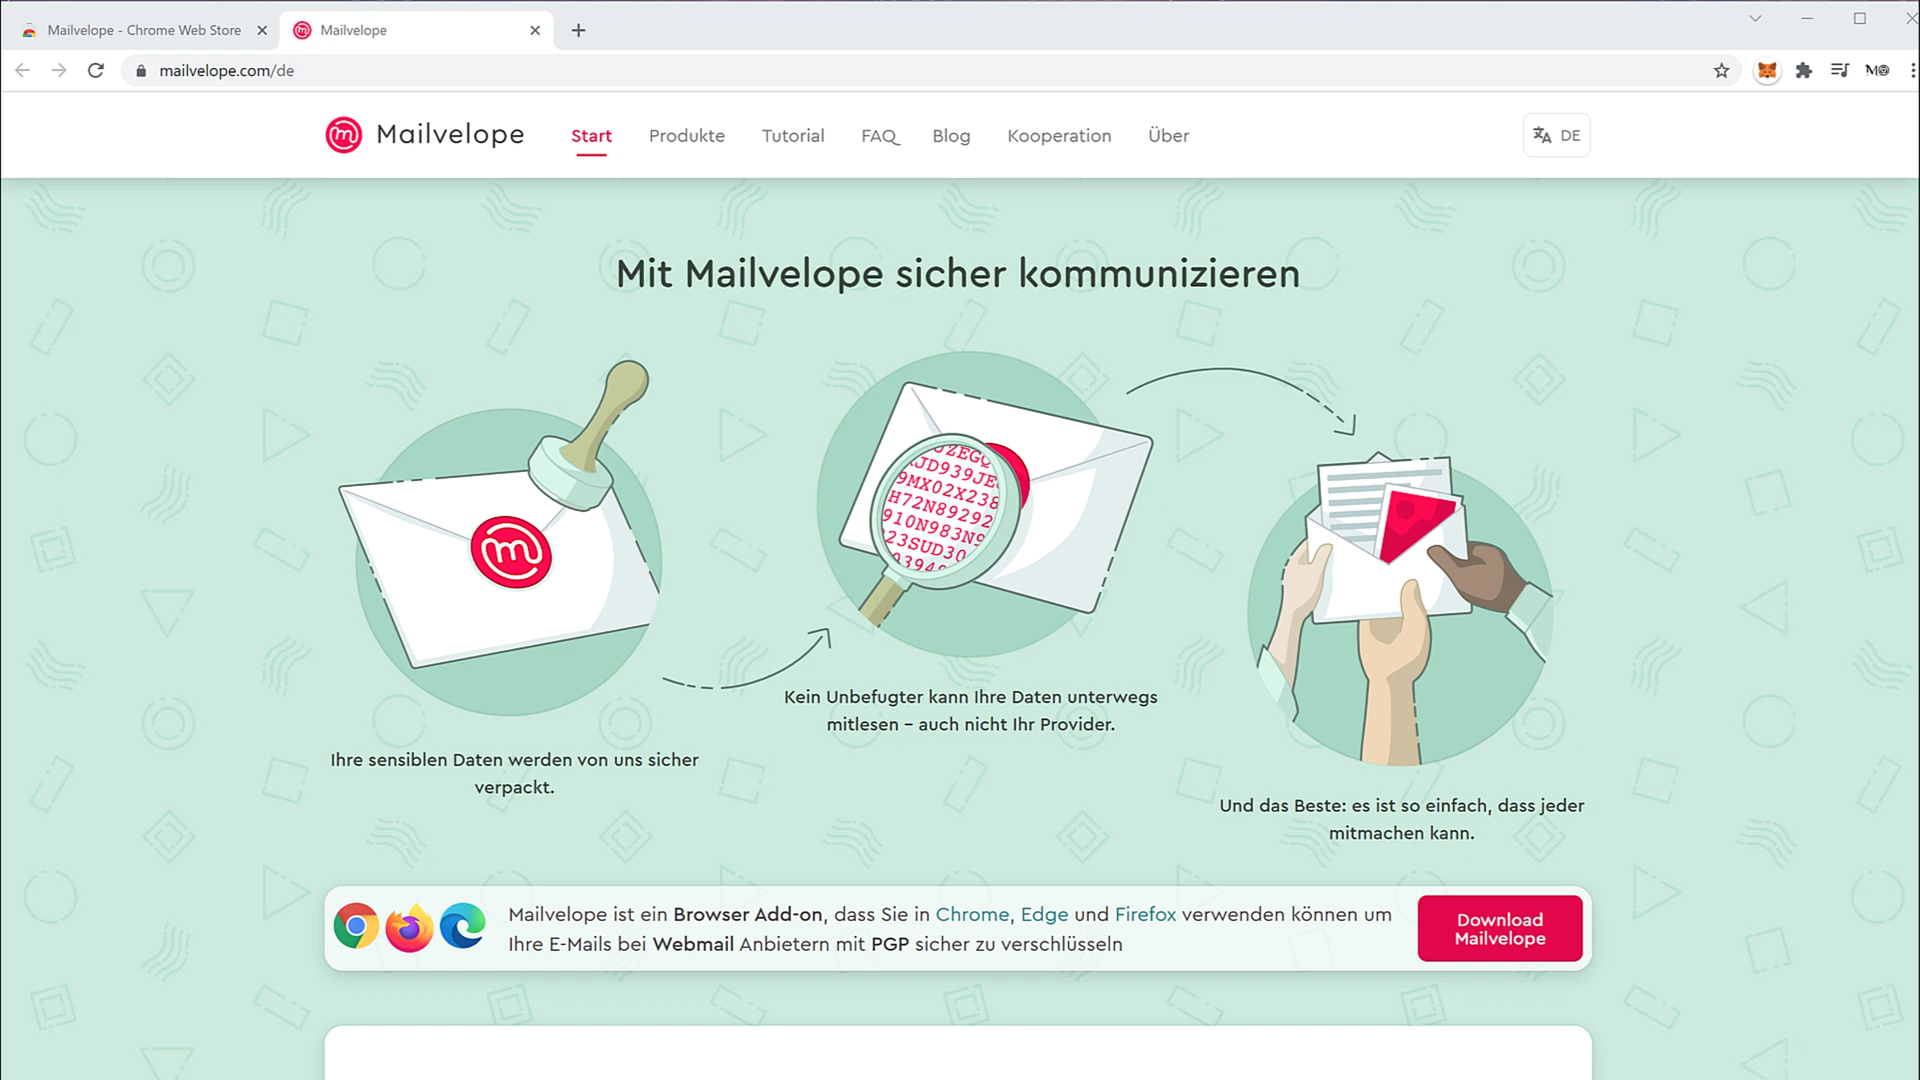 Mailvelope - Chrome Web Store
Mailvelope
mailvelope.com/de
Mailvelope
Start
Produkte
Tutorial
FAQ
Blog
Kooperation
Über
DE
Mit Mailvelope sicher kommunizieren
9MX02X238
H72N89292
910N983N9
23SUD30
Kein Unbefugter kann Ihre Daten unterwegs
mitlesen – auch nicht Ihr Provider.
Ihre sensiblen Daten werden von uns sicher
verpackt.
Und das Beste: es ist so einfach, dass jeder
mitmachen kann.
Mailvelope ist ein Browser Add-on, dass Sie in Chrome, Edge und Firefox verwenden können um
Ihre E-Mails bei Webmail Anbietern mit PGP sicher zu verschlüsseln
Download
Mailvelope